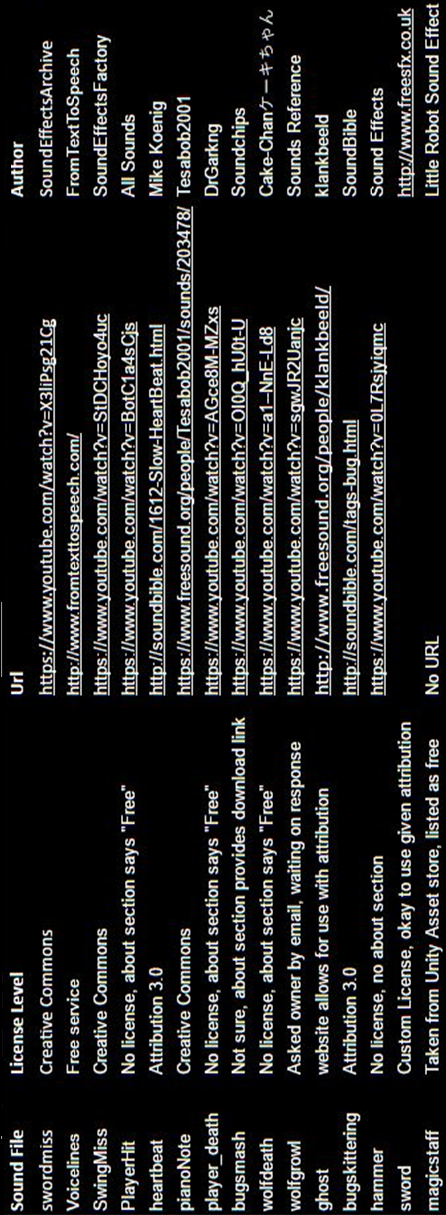 Sound File License Level Url Author
swordmiss Creative Commons https://www.youtube.com/watch?v=X3liPsg21Cg SoundEffectsArchive
Voicelines Free service http://www.fromtexttospeech.com/ FromTextToSpeech
SwingMiss Creative Commons https://www.youtube.com/watch?v=StDCHoyo4uc SoundEffectsFactory
PlayerHit No license, about section says "Free" https://www.youtube.com/watch?v=BotC1a4sCjs All Sounds
heartbeat Attribution 3.0 http://soundbible.com/1612-Slow-HeartBeat.html Mike Koenig
pianoNote Creative Commons https://www.freesound.org/people/Tesabob2001/sounds/203478/ Tesabob2001
player_death No license, about section says "Free" https://www.youtube.com/watch?v=AGce8M-MZxs DrGarkng
bugsmash Not sure, about section provides download link https://www.youtube.com/watch?v=OI0Q_hU0t-U Soundchips
wolfdeath No license, about section says "Free" https://www.youtube.com/watch?v=a1--NnE-Ld8 Cake-Chanケーキちゃん
wolfgrowl Asked owner by email, waiting on response https://www.youtube.com/watch?v=sgwJR2Uanjc Sounds Reference
ghost website allows for use with attribution http://www.freesound.org/people/klankbeeld/ klankbeeld
bugskittering Attribution 3.0 http://soundbible.com/tags-bug.html SoundBible
hammer No license, no about section https://www.youtube.com/watch?v=0L7Rsjyiqmc Sound Effects
sword Custom License, okay to use given attribution http://www.freesfx.co.uk
magicstaff Taken from Unity Asset store, listed as free No URL Little Robot Sound Effect